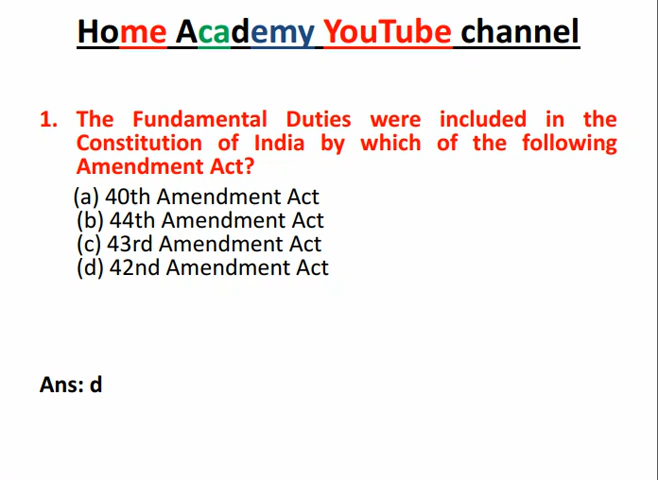 Home Academy YouTube channel
1. The Fundamental Duties were included in the
Constitution of India by which of the following
Amendment Act?
(a) 40th Amendment Act
(b) 44th Amendment Act
(c) 43rd Amendment Act
(d) 42nd Amendment Act
Ans: d